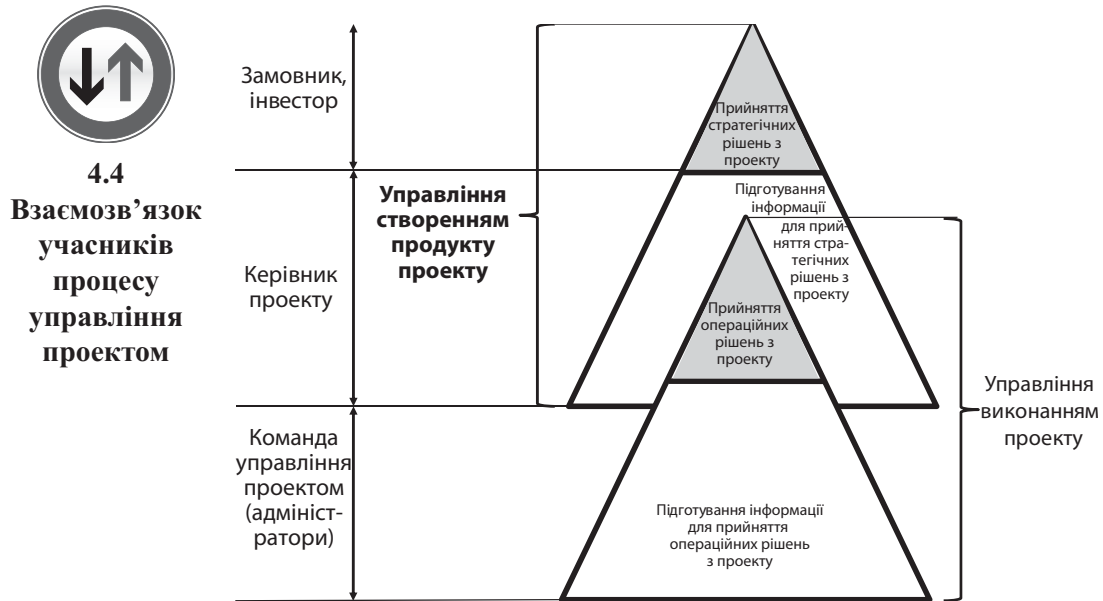 4.4
Взаємозв’язок
учасників
процесу
управління
проектом
Замовник,
інвестор
Керівник
проекту
Команда
управління
проектом
(адмініст-
ратори)
Управління
створенням
продукту
проекту
Прийняття
стратегічних
рішень з
проекту
Підготування
інформації
для прий-
няття стра-
тегічних
рішень з
проекту
Прийняття
операційних
рішень з
проекту
Підготування інформації
для прийняття
операційних рішень
з проекту
Управління
виконанням
проекту